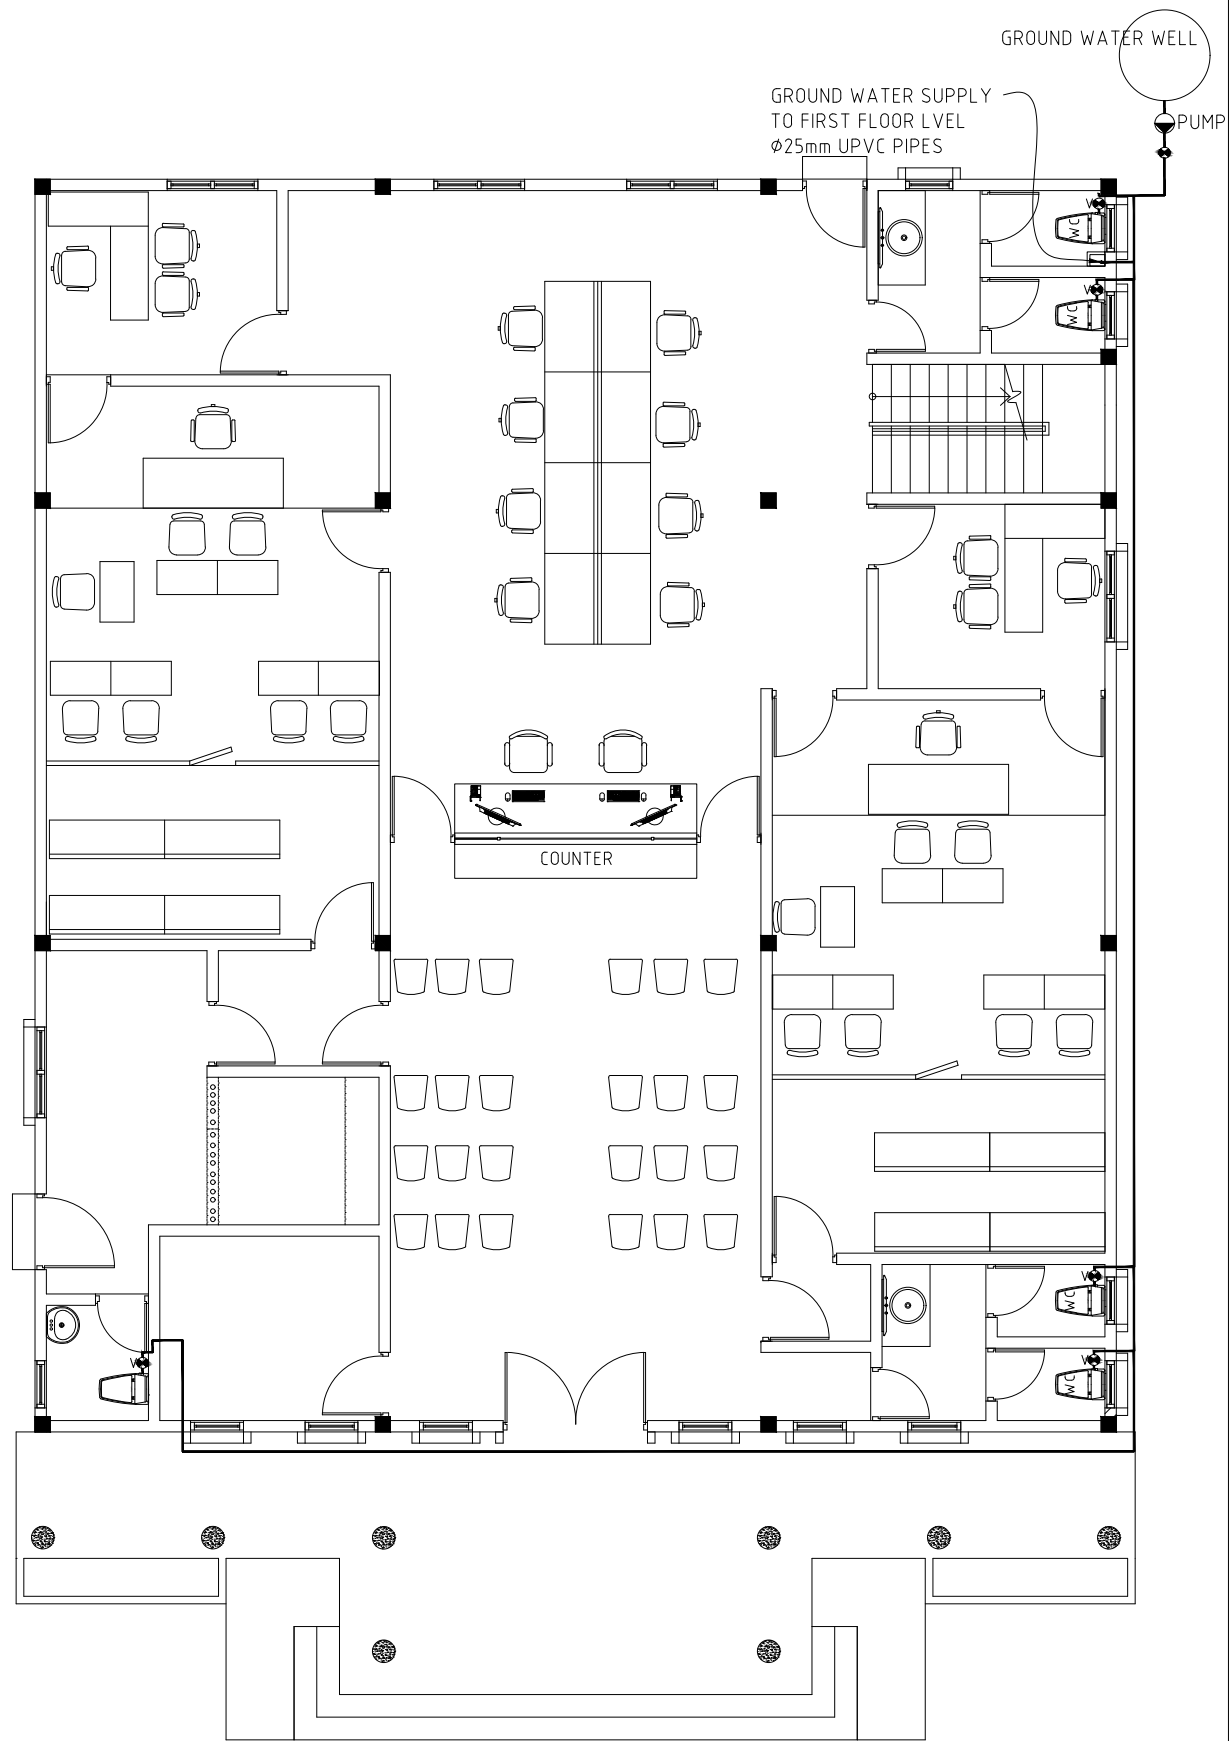 GROUND WATER WELL
GROUND WATER SUPPLY
TO FIRST FLOOR LVEL
Ø25mm UPVC PIPES
PUMP
V
WC
V
WC
COUNTER
V
WC
V
V
WC